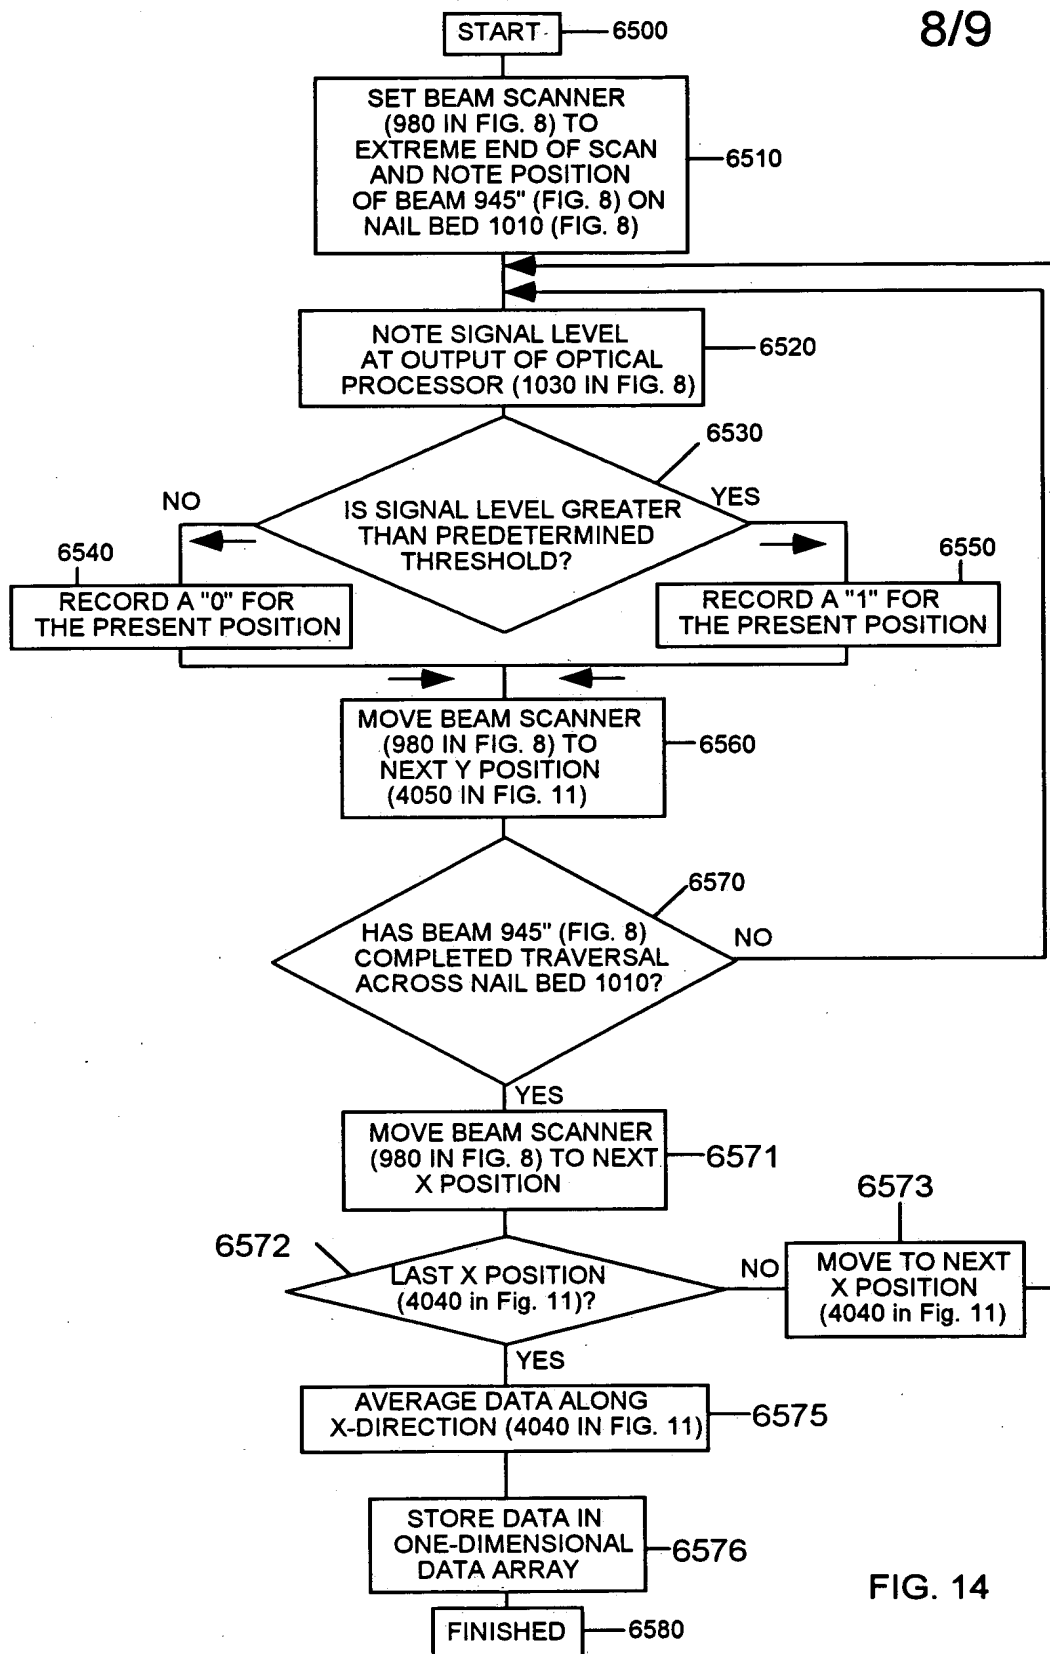 8/9
START
6500
SET BEAM SCANNER
(980 IN FIG. 8) TO
EXTREME END OF SCAN
AND NOTE POSITION
OF BEAM 945" (FIG. 8) ON
NAIL BED 1010 (FIG. 8)
6510
NOTE SIGNAL LEVEL
AT OUTPUT OF OPTICAL
PROCESSOR (1030 IN FIG. 8)
6520
6530
IS SIGNAL LEVEL GREATER
THAN PREDETERMINED
THRESHOLD?
NO
YES
6540
RECORD A "0" FOR
THE PRESENT POSITION
6550
RECORD A "1" FOR
THE PRESENT POSITION
MOVE BEAM SCANNER
(980 IN FIG. 8) TO
NEXT Y POSITION
(4050 IN FIG. 11)
6560
6570
HAS BEAM 945" (FIG. 8)
COMPLETED TRAVERSAL
ACROSS NAIL BED 1010?
NO
YES
MOVE BEAM SCANNER
(980 IN FIG. 8) TO NEXT
X POSITION
6571
6572
LAST X POSITION
(4040 in Fig. 11)?
NO
6573
MOVE TO NEXT
X POSITION
(4040 in Fig. 11)
YES
AVERAGE DATA ALONG
X-DIRECTION (4040 IN FIG. 11)
6575
STORE DATA IN
ONE-DIMENSIONAL
DATA ARRAY
6576
FINISHED
6580
FIG. 14